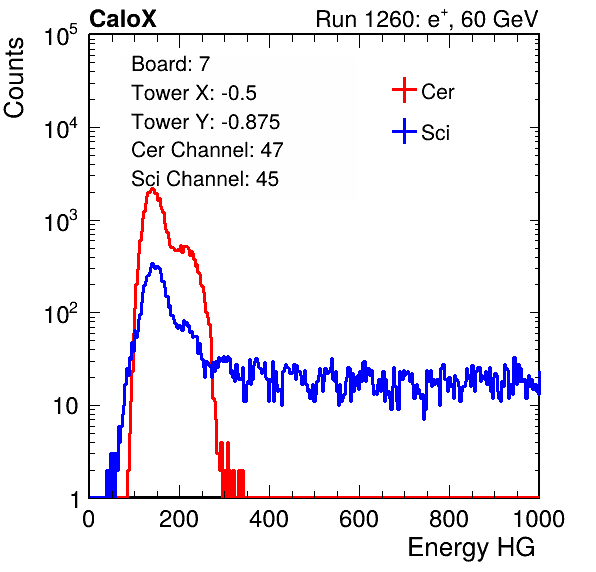 CaloX Run 1260: e⁺, 60 GeV
Counts
Board: 7
Tower X: -0.5
Tower Y: -0.875
Cer Channel: 47
Sci Channel: 45
Cer
Sci
10⁵
10⁴
10³
10²
10
1
0 200 400 600 800 1000
Energy HG